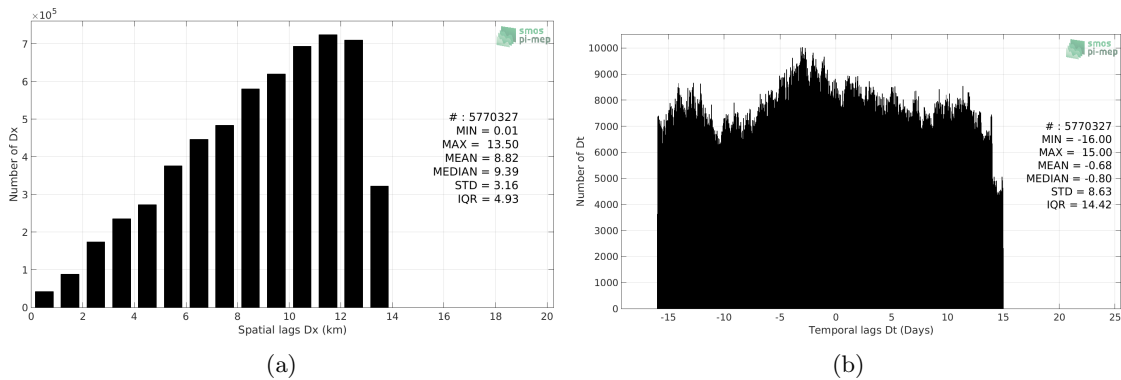 ×10⁵
7
6
5
4
3
2
1
0
Number of Dx
0 2 4 6 8 10 12 14 16 18 20
Spatial lags Dx (km)
smos
pi-mep
# : 5770327
MIN = 0.01
MAX = 13.50
MEAN = 8.82
MEDIAN = 9.39
STD = 3.16
IQR = 4.93
(a)
10000
9000
8000
7000
6000
5000
4000
3000
2000
1000
0
Number of Dt
-15 -10 -5 0 5 10 15 20 25
Temporal lags Dt (Days)
smos
pi-mep
# : 5770327
MIN = -16.00
MAX = 15.00
MEAN = -0.68
MEDIAN = -0.80
STD = 8.63
IQR = 14.42
(b)